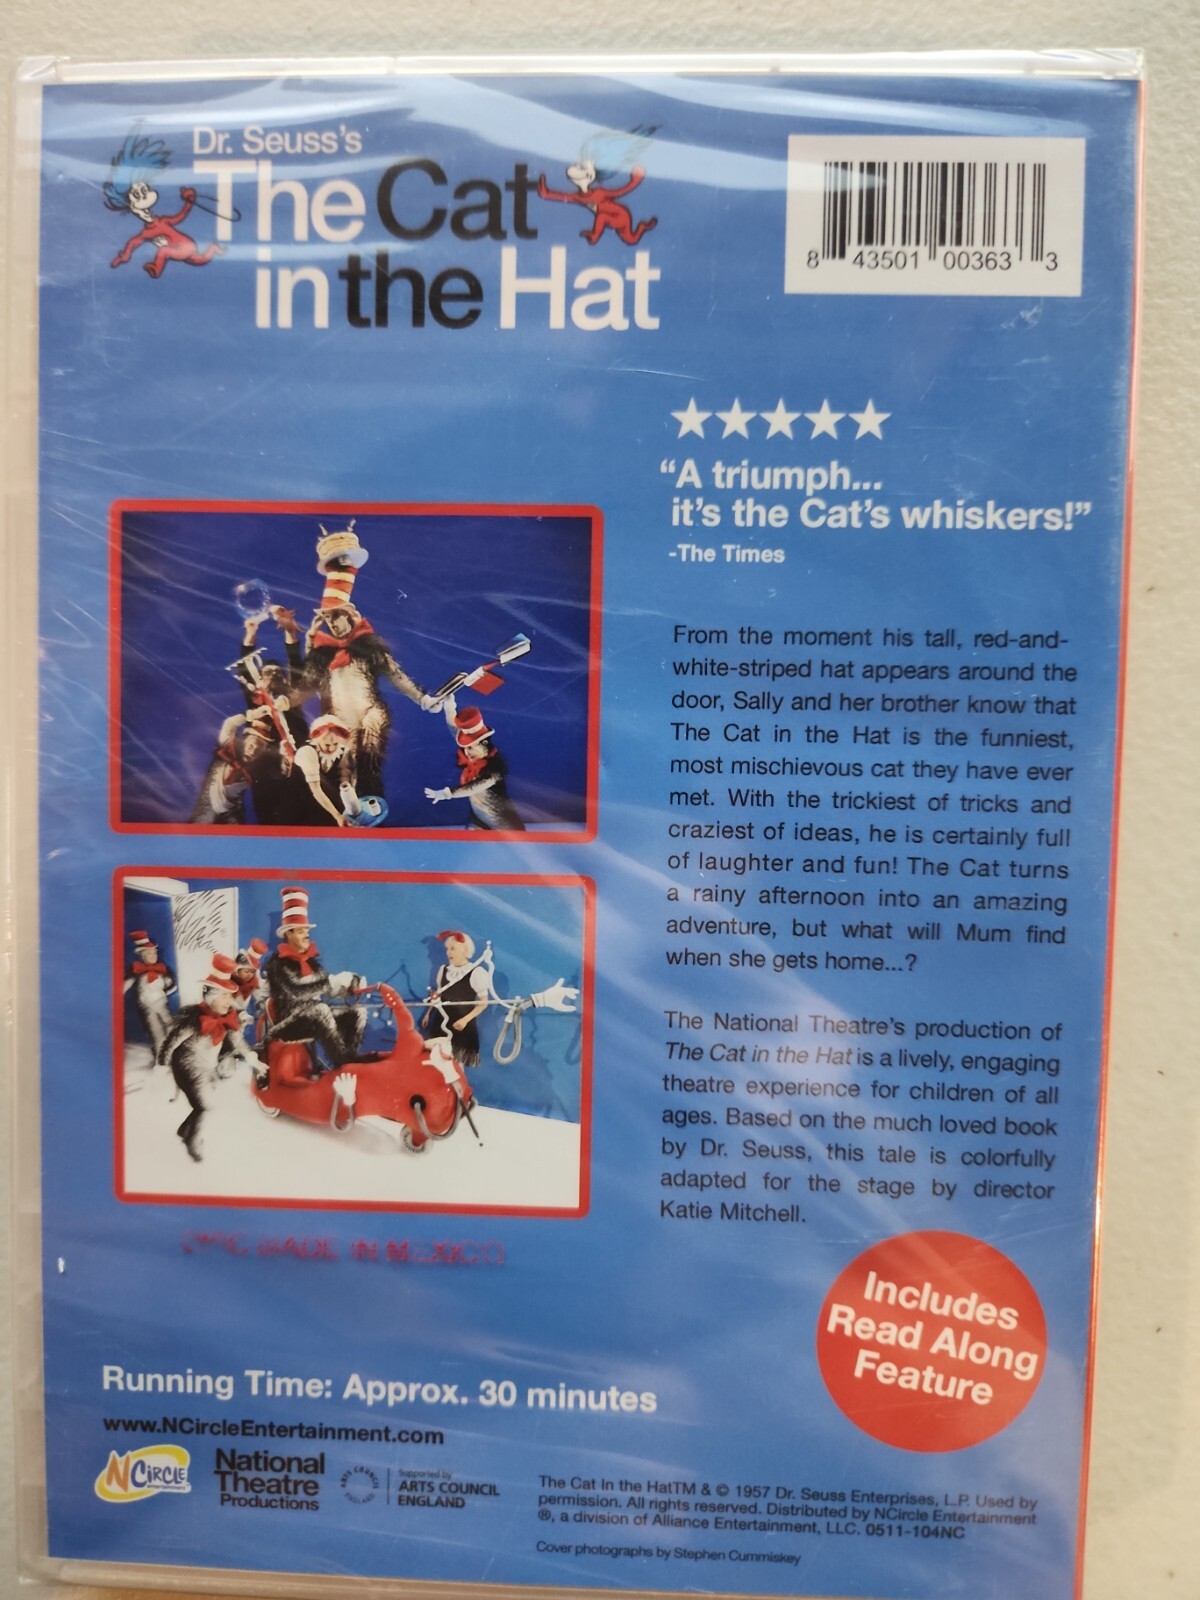 Dr. Seuss's
The Cat
in the Hat
8 43501 00363 3
“A triumph...
it's the Cat's whiskers!”
-The Times
From the moment his tall, red-and-
white-striped hat appears around the
door, Sally and her brother know that
The Cat in the Hat is the funniest,
most mischievous cat they have ever
met. With the trickiest of tricks and
craziest of ideas, he is certainly full
of laughter and fun! The Cat turns
a rainy afternoon into an amazing
adventure, but what will Mum find
when she gets home...?
The National Theatre's production of
The Cat in the Hat is a lively, engaging
theatre experience for children of all
ages. Based on the much loved book
by Dr. Seuss, this tale is colorfully
adapted for the stage by director
Katie Mitchell.
MADE IN MEXICO
Includes
Read Along
Feature
Running Time: Approx. 30 minutes
www.NCircleEntertainment.com
NCIRCLE
entertainment
National
Theatre
Productions
ARTS COUNCIL
ENGLAND
Supported by
ARTS COUNCIL
ENGLAND
The Cat In the HatTM & © 1957 Dr. Seuss Enterprises, L.P. Used by
permission. All rights reserved. Distributed by NCircle Entertainment
®, a division of Alliance Entertainment, LLC. 0511-104NC
Cover photographs by Stephen Cummiskey